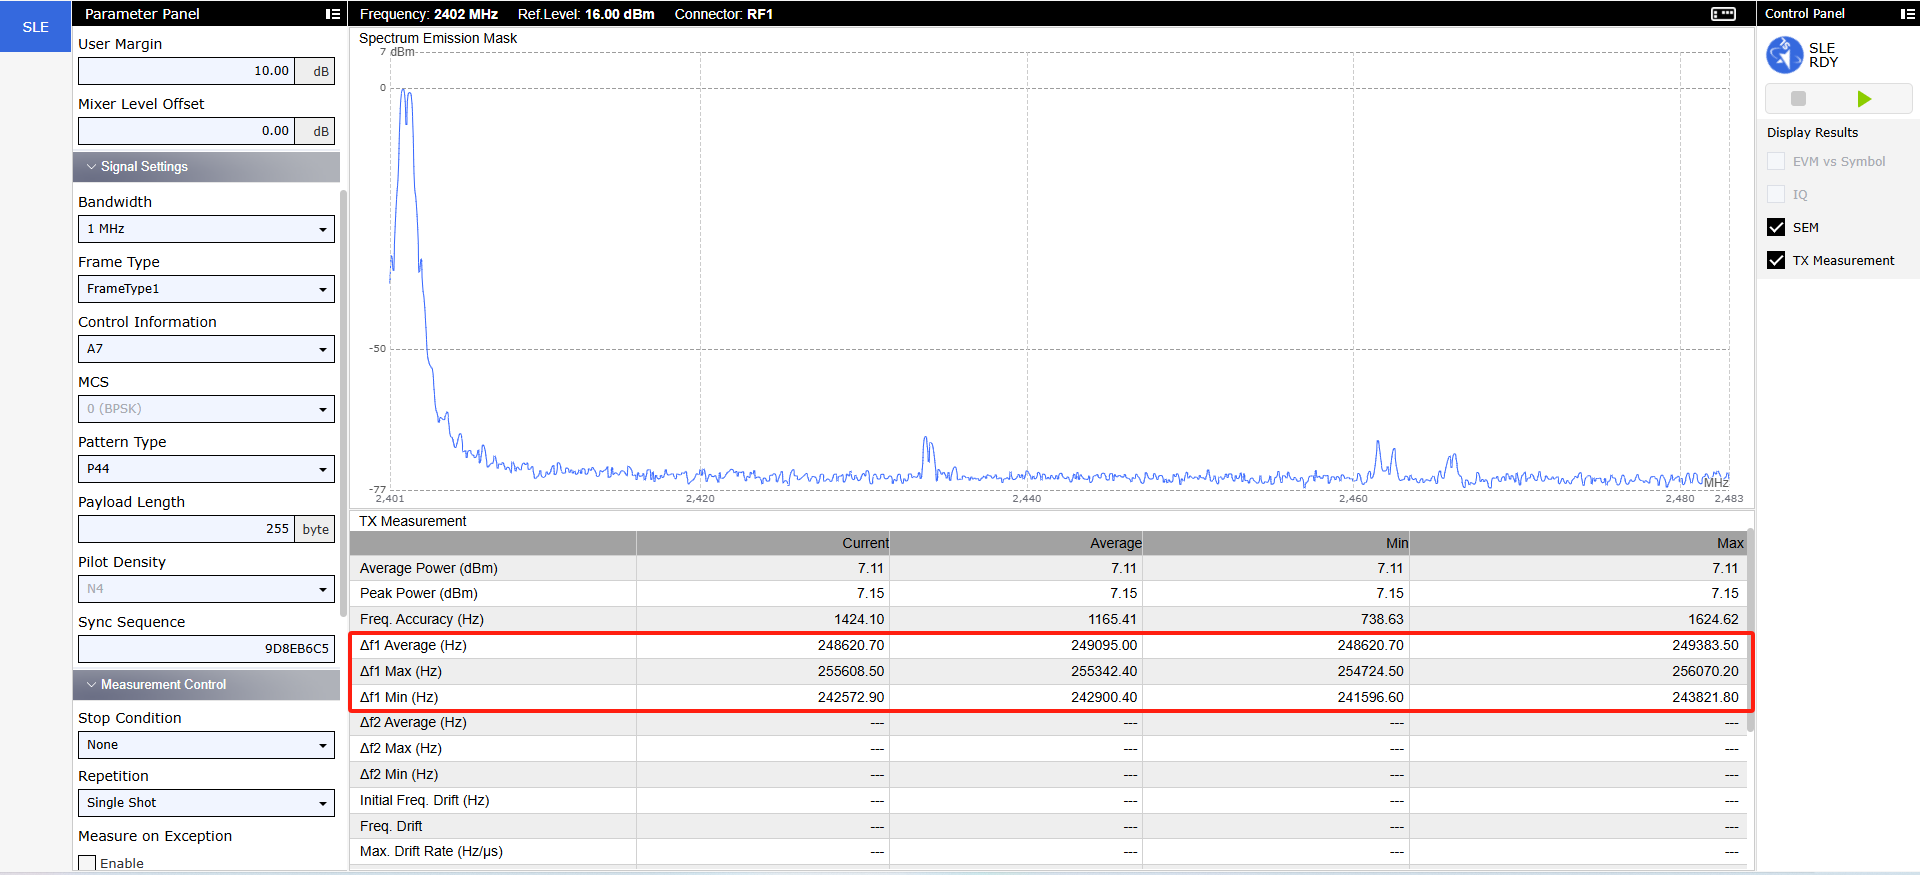 SLE
Parameter Panel
User Margin
10.00 dB
Mixer Level Offset
0.00 dB
Signal Settings
Bandwidth
1 MHz
Frame Type
FrameType1
Control Information
A7
MCS
0 (BPSK)
Pattern Type
P44
Payload Length
255 byte
Pilot Density
N4
Sync Sequence
9D8EB6C5
Measurement Control
Stop Condition
None
Repetition
Single Shot
Measure on Exception
Enable
Frequency: 2402 MHz Ref.Level: 16.00 dBm Connector: RF1
Spectrum Emission Mask
7 dBm
0
-50
-77
2,401 2,420 2,440 2,460 2,480 2,483
MHz
TX Measurement
Current Average Min Max
Average Power (dBm) 7.11 7.11 7.11 7.11
Peak Power (dBm) 7.15 7.15 7.15 7.15
Freq. Accuracy (Hz) 1424.10 1165.41 738.63 1624.62
Δf1 Average (Hz) 248620.70 249095.00 248620.70 249383.50
Δf1 Max (Hz) 255608.50 255342.40 254724.50 256070.20
Δf1 Min (Hz) 242572.90 242900.40 241596.60 243821.80
Δf2 Average (Hz) --- --- --- ---
Δf2 Max (Hz) --- --- --- ---
Δf2 Min (Hz) --- --- --- ---
Initial Freq. Drift (Hz) --- --- --- ---
Freq. Drift --- --- --- ---
Max. Drift Rate (Hz/µs) --- --- --- ---
Control Panel
SLE
RDY
Display Results
EVM vs Symbol
IQ
SEM
TX Measurement